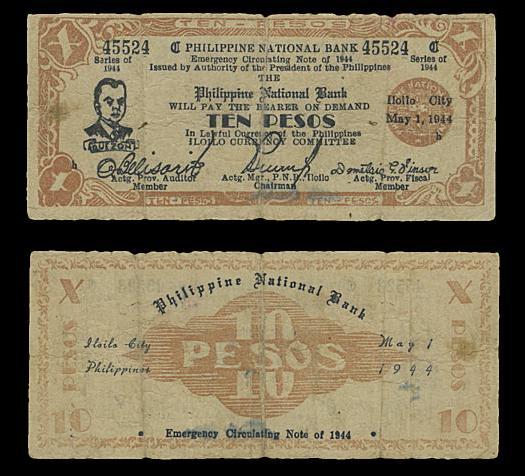 TEN - PESOS
X
X
45524 ₵ PHILIPPINE NATIONAL BANK 45524 ₵
Series of 1944
Emergency Circulating Note of 1944
Series of 1944
Issued by Authority of the President of the Philippines
THE
Philippine National Bank
WILL PAY THE BEARER ON DEMAND
TEN PESOS
In Lawful Currency of the Philippines
ILOILO CURRENCY COMMITTEE
Iloilo City
May 1, 1944
h
QUEZON
h
Actg. Prov. Auditor
Member
Actg. Mgr., P.N.B., Iloilo
Chairman
Actg. Prov. Fiscal
Member
X
X
TEN-PESOS
TEN-PESOS
Philippine National Bank
X
X
PESOS
PESOS
10
PESOS
10
Iloilo City
Philippines
May 1
1944
10
10
Emergency Circulating Note of 1944